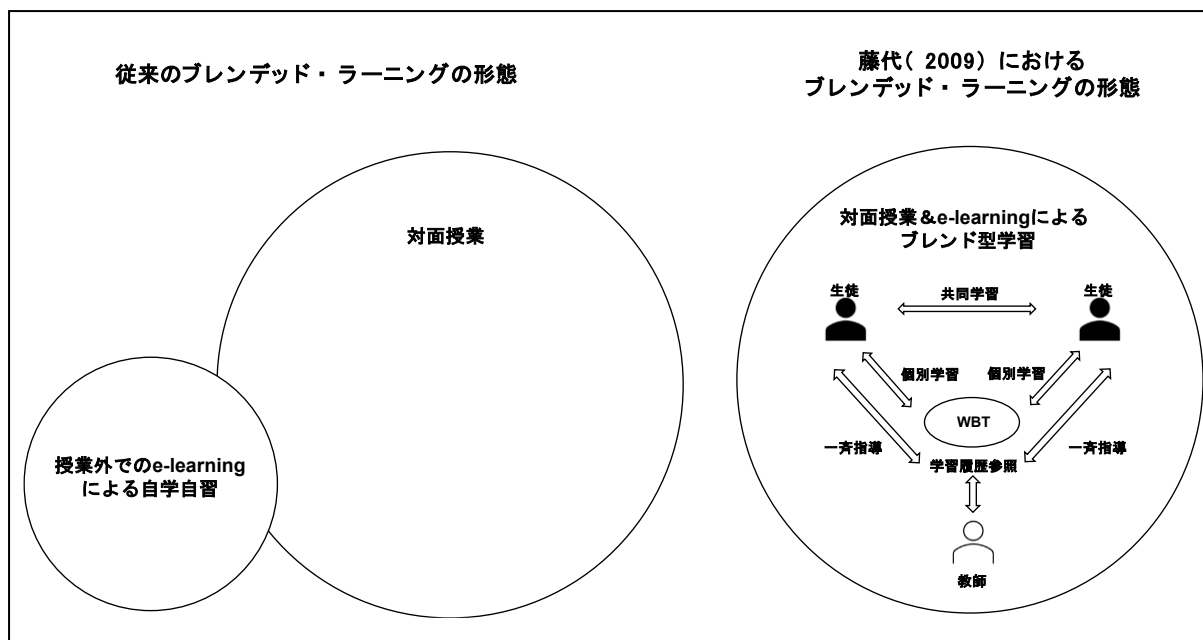 従来のブレンデッド・ラーニングの形態
藤代(2009)における
ブレンデッド・ラーニングの形態
対面授業
授業外でのe-learning
による自学自習
対面授業&e-learningによる
ブレンド型学習
生徒
共同学習
生徒
個別学習
個別学習
WBT
一斉指導
一斉指導
学習履歴参照
教師